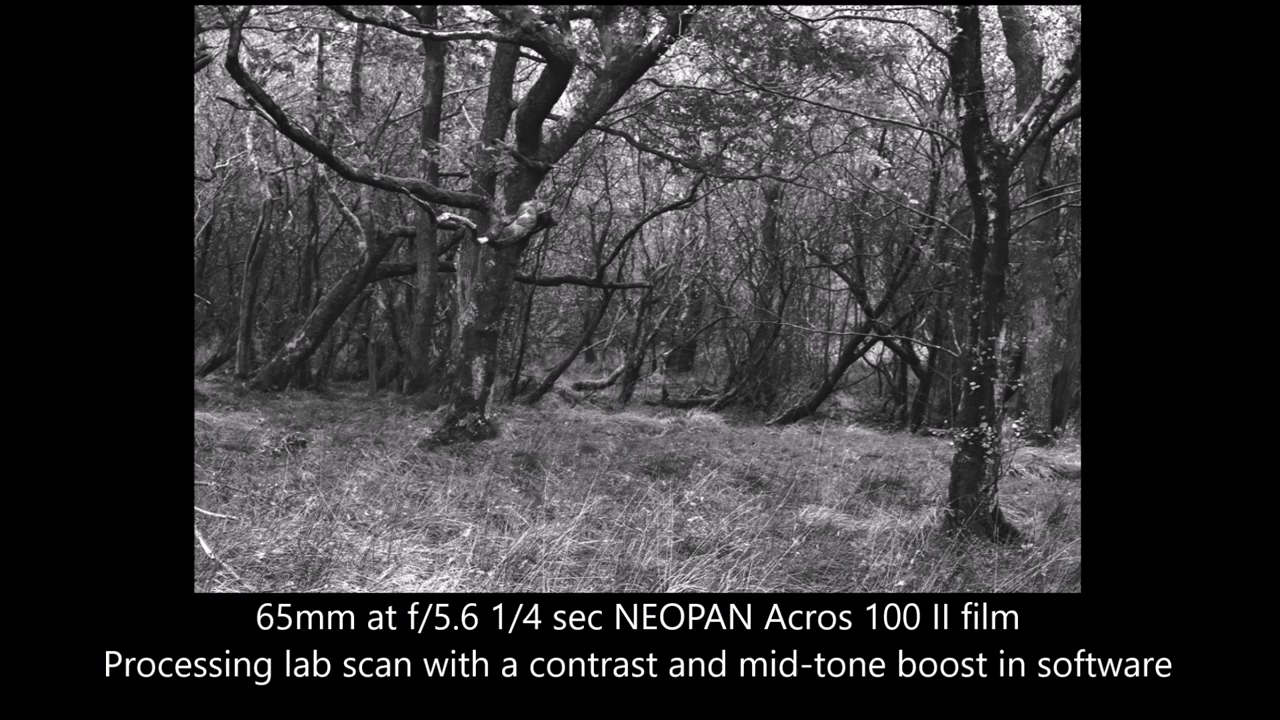 65mm at f/5.6 1/4 sec NEOPAN Acros 100 II film
Processing lab scan with a contrast and mid-tone boost in software